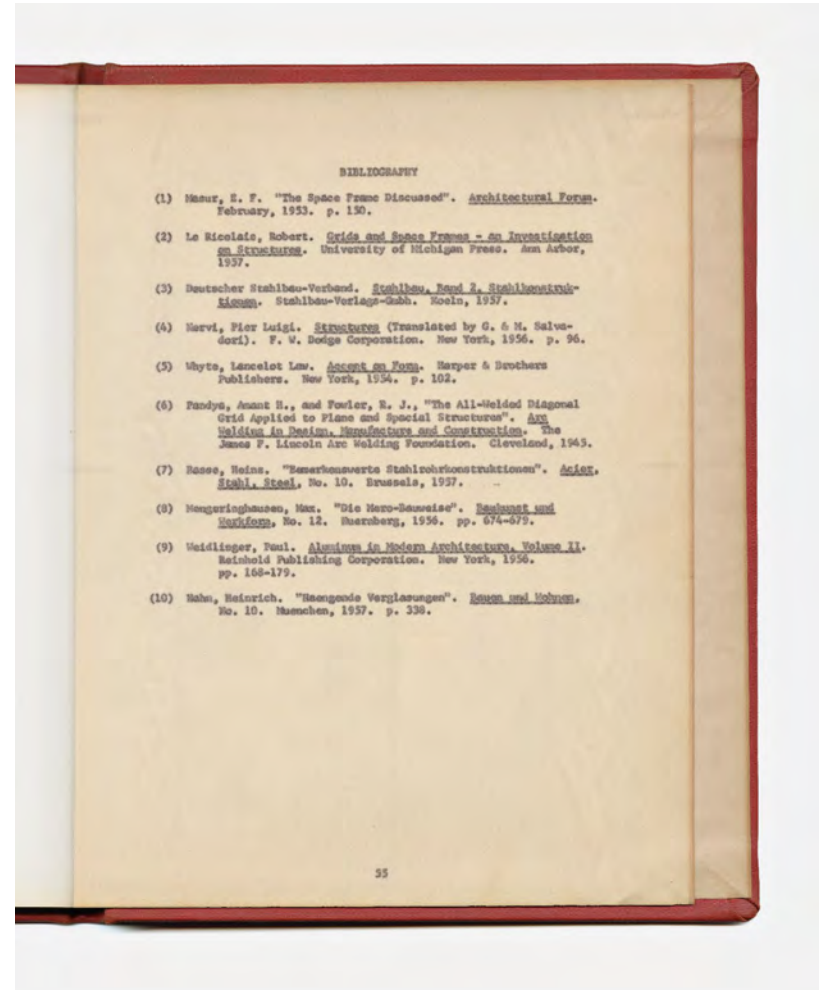 BIBLIOGRAPHY
(1) Masur, E. F. "The Space Frame Discussed". Architectural Forum.
February, 1953. p. 150.
(2) Le Ricolais, Robert. Grids and Space Frames - an Investigation
on Structures. University of Michigan Press. Ann Arbor,
1957.
(3) Deutscher Stahlbau-Verband. Stahlbau, Band 2, Stahlkonstruk-
tionen. Stahlbau-Verlags-Gmbh. Koeln, 1957.
(4) Nervi, Pier Luigi. Structures (Translated by G. & M. Salva-
dori). F. W. Dodge Corporation. New York, 1956. p. 96.
(5) Whyte, Lancelot Law. Accent on Form. Harper & Brothers
Publishers. New York, 1954. p. 102.
(6) Pandya, Anant H., and Fowler, R. J., "The All-Welded Diagonal
Grid Applied to Plane and Spacial Structures". Arc
Welding in Design, Manufacture and Construction. The
James F. Lincoln Arc Welding Foundation. Cleveland,
(7) Heinz. "Bemerkenswerte Stahlrohrkonstruktionen". Acier,
Stahl, Steel, No. 10. Brussels, 1957.
(8) Mengeringhausen, Max. "Die Mero-Bauweise". Baukunst und
Werkform, No. 12. Nuernberg, 1956. pp. 674-679.
(9) Weidlinger, Paul. Aluminum in Modern Architecture, Volume II.
Reinhold Publishing Corporation. New York, 1956.
pp. 168-179.
(10) Hahn, Heinrich. "Haengende Verglasungen". Bauen und Wohnen,
No. 10. Muenchen, 1957. p. 338.
55